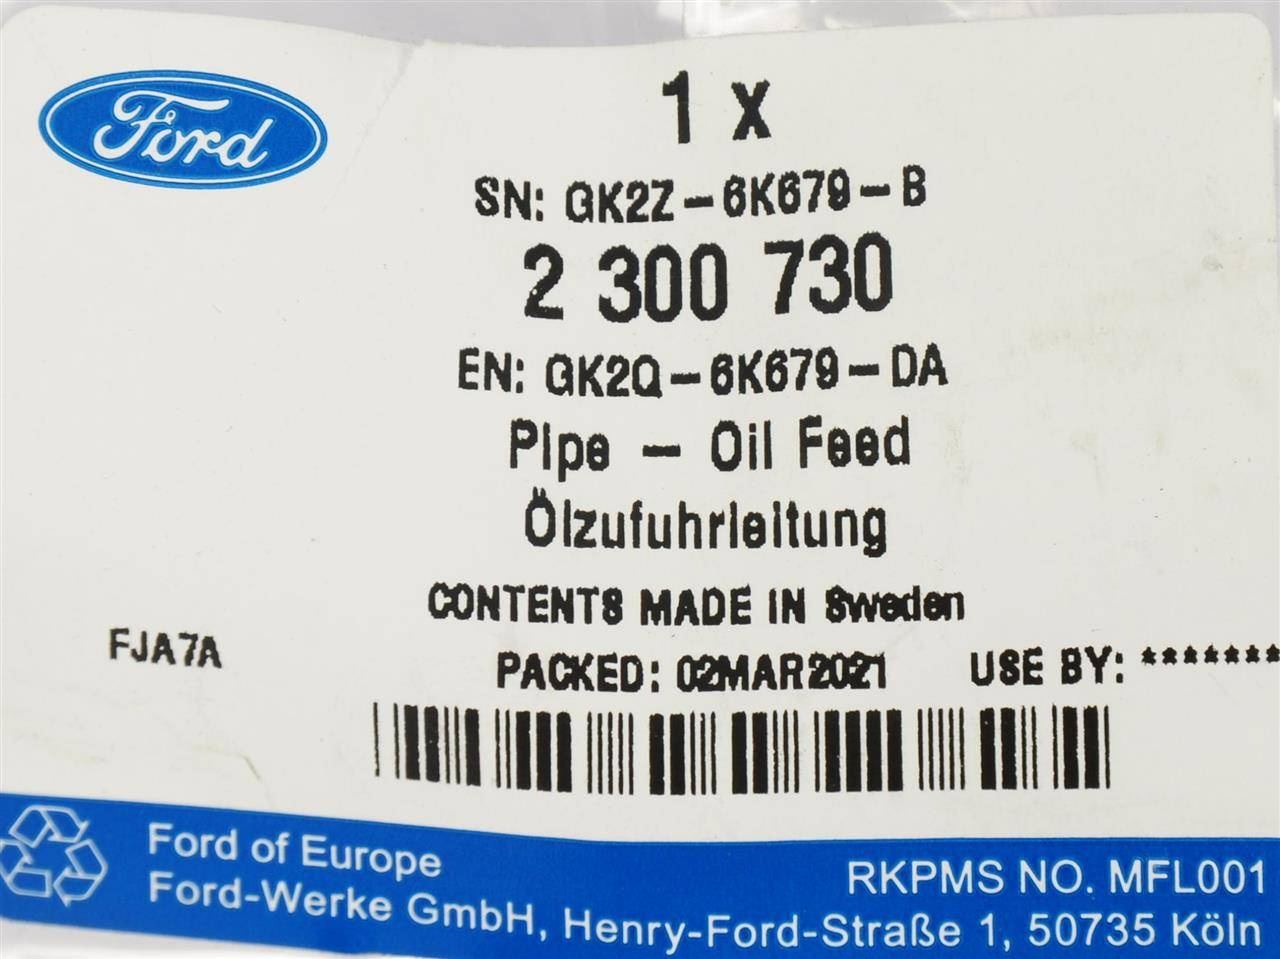 Ford
1 x
SN: GK2Z-6K679-B
2 300 730
EN: GK2Q-6K679-DA
Pipe - Oil Feed
Ölzufuhrleitung
CONTENTS MADE IN Sweden
FJA7A
PACKED: 02MAR2021 USE BY: *******
Ford of Europe
Ford-Werke GmbH, Henry-Ford-Straße 1, 50735 Köln
RKPMS NO. MFL001